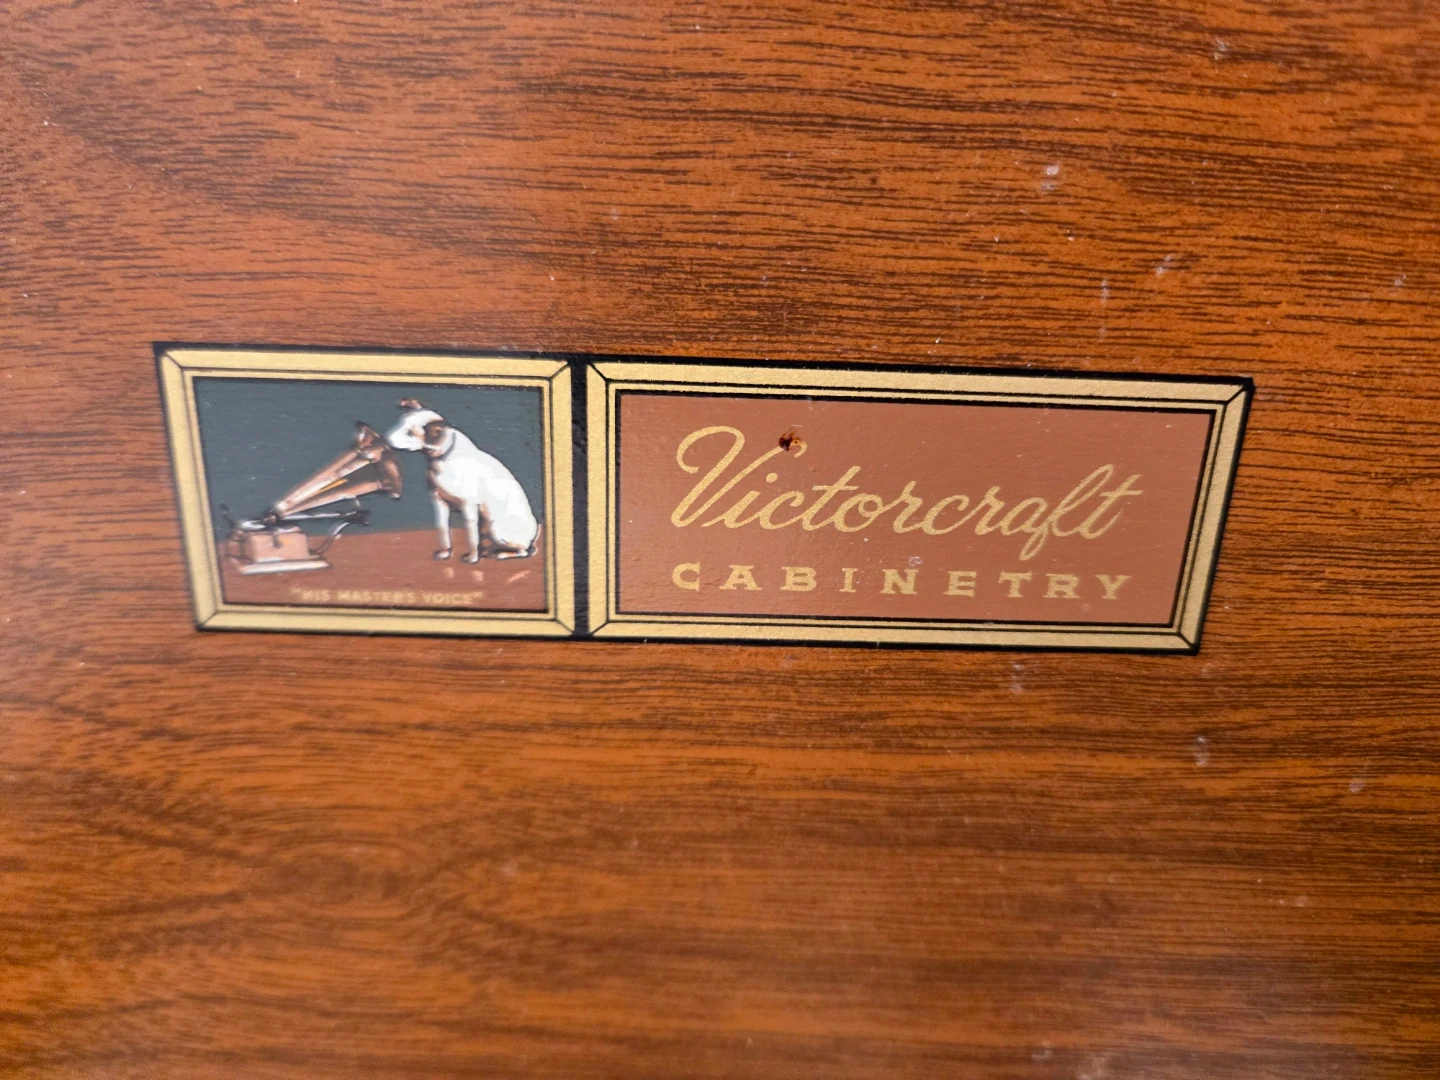 "HIS MASTER'S VOICE"
Victorcraft
CABINETRY